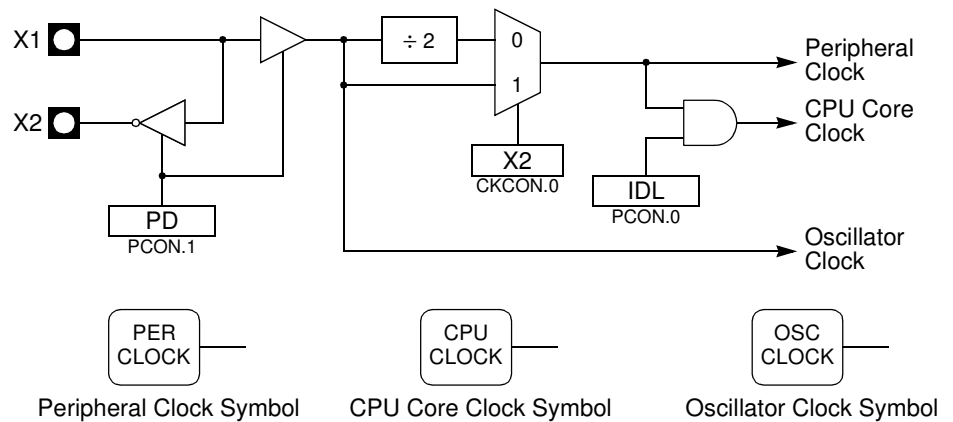 X1
÷ 2
0
1
Peripheral
Clock
X2
CPU Core
Clock
X2
CKCON.0
IDL
PCON.0
PD
PCON.1
Oscillator
Clock
PER
CLOCK
CPU
CLOCK
OSC
CLOCK
Peripheral Clock Symbol
CPU Core Clock Symbol
Oscillator Clock Symbol